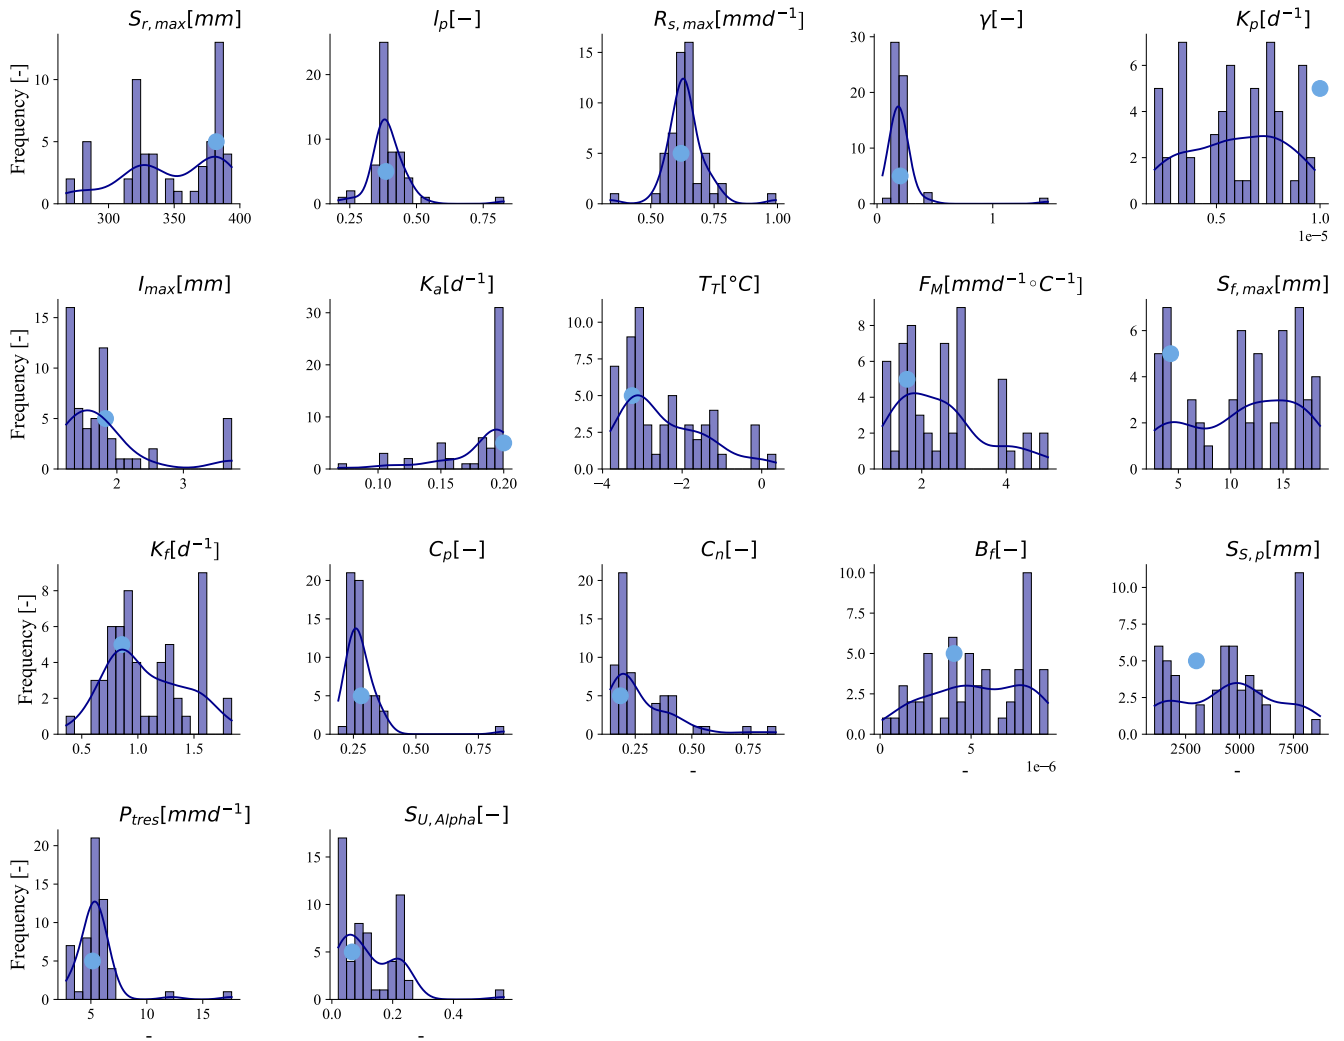 S_{r,max}[mm] I_p[−] R_{s,max}[mmd^{−1}] γ[−] K_p[d^{−1}]
Frequency [-]
0 5 10
300 350 400
0 10 20
0.25 0.50 0.75
0 5 10 15
0.50 0.75 1.00
0 10 20 30
0 1
0 2 4 6
0.5 1.0
1e−5
I_{max}[mm] K_a[d^{−1}] T_T[°C] F_M[mmd^{−1}∘C^{−1}] S_{f,max}[mm]
Frequency [-]
0 5 10 15
2 3
0 10 20 30
0.10 0.15 0.20
0.0 2.5 5.0 7.5 10.0
−4 −2 0
0 2 4 6 8
2 4
0 2 4 6
5 10 15
K_f[d^{−1}] C_p[−] C_n[−] B_f[−] S_{S,p}[mm]
Frequency [-]
0 2 4 6 8
0.5 1.0 1.5
0 5 10 15 20
0.25 0.50 0.75
0 5 10 15 20
0.25 0.50 0.75
-
0.0 2.5 5.0 7.5 10.0
0 5
1e−6
-
0.0 2.5 5.0 7.5 10.0
2500 5000 7500
-
P_{tres}[mmd^{−1}] S_{U,Alpha}[−]
Frequency [-]
0 5 10 15 20
5 10 15
-
0 5 10 15
0.0 0.2 0.4
-